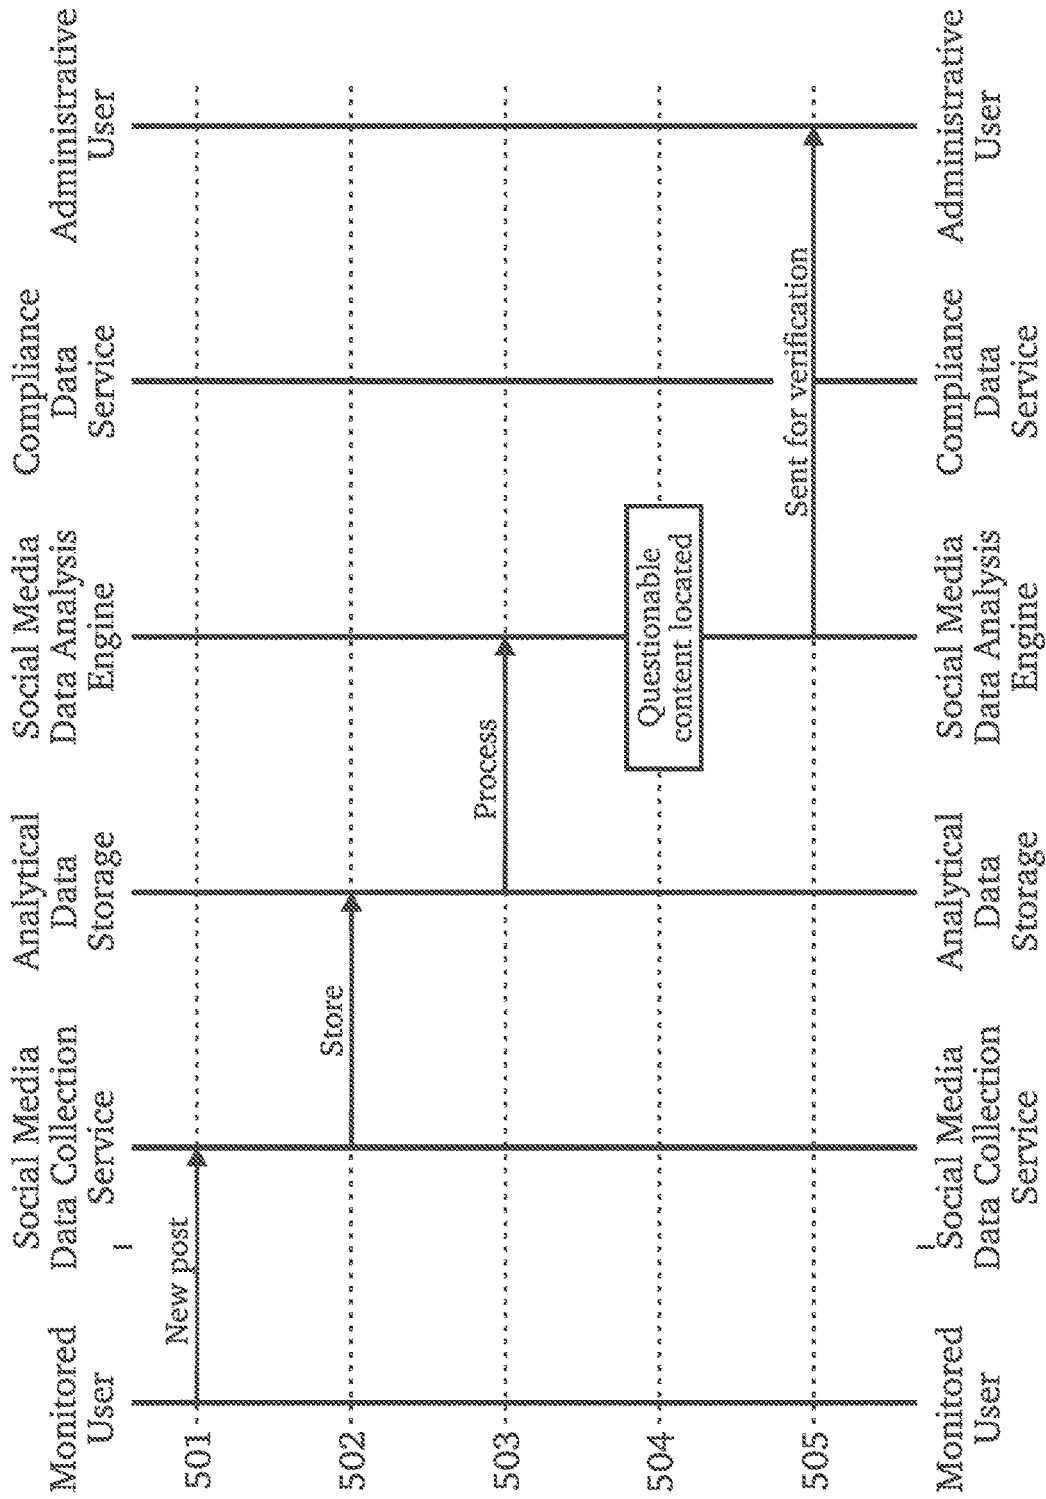 Monitored
User
Social Media
Data Collection
Service
Analytical
Data
Storage
Social Media
Data Analysis
Engine
Compliance
Data
Service
Administrative
User
501
New post
502
Store
503
Process
504
Questionable
content located
505
Sent for verification
Monitored
User
Social Media
Data Collection
Service
Analytical
Data
Storage
Social Media
Data Analysis
Engine
Compliance
Data
Service
Administrative
User